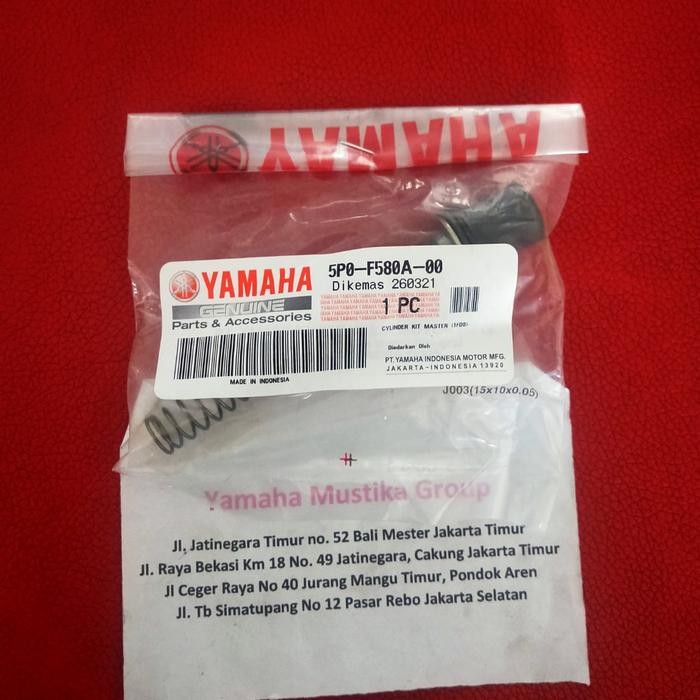 YAMAHA
YAMAHA
5P0-F580A-00
Dikemas 260321
GENUINE
Parts & Accessories
1 PC
CYLINDER KIT MASTER (1FD8)
Diedarkan Oleh
PT. YAMAHA INDONESIA MOTOR MFG.
JAKARTA-INDONESIA 13920
MADE IN INDONESIA
J003(15x10x0.05)
Yamaha Mustika Group
Jl. Jatinegara Timur no. 52 Bali Mester Jakarta Timur
Jl. Raya Bekasi Km 18 No. 49 Jatinegara, Cakung Jakarta Timur
Jl Ceger Raya No 40 Jurang Mangu Timur, Pondok Aren
Jl. Tb Simatupang No 12 Pasar Rebo Jakarta Selatan